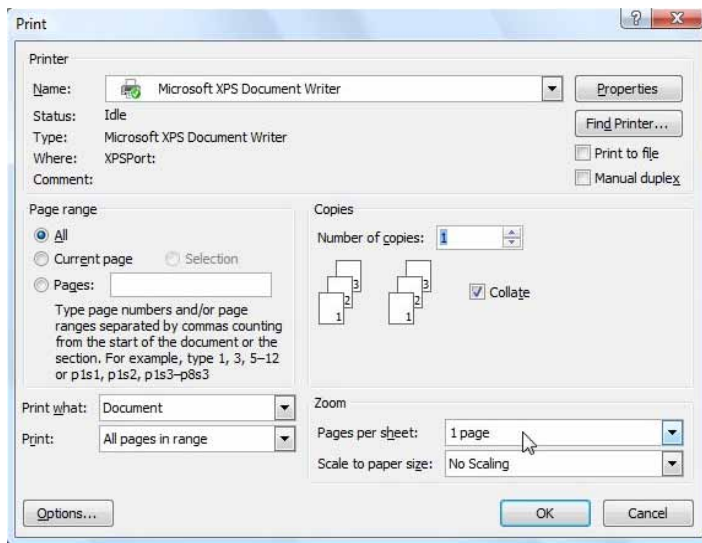 Print
Printer
Name:
Microsoft XPS Document Writer
Properties
Status:
Idle
Find Printer...
Type:
Microsoft XPS Document Writer
Where:
XPSPort:
Print to file
Comment:
Manual duplex
Page range
All
Current page
Selection
Pages:
Type page numbers and/or page
ranges separated by commas counting
from the start of the document or the
section. For example, type 1, 3, 5–12
or p1s1, p1s2, p1s3–p8s3
Copies
Number of copies:
1
3
2
1
3
2
1
Collate
Print what:
Document
Print:
All pages in range
Zoom
Pages per sheet:
1 page
Scale to paper size:
No Scaling
Options...
OK
Cancel